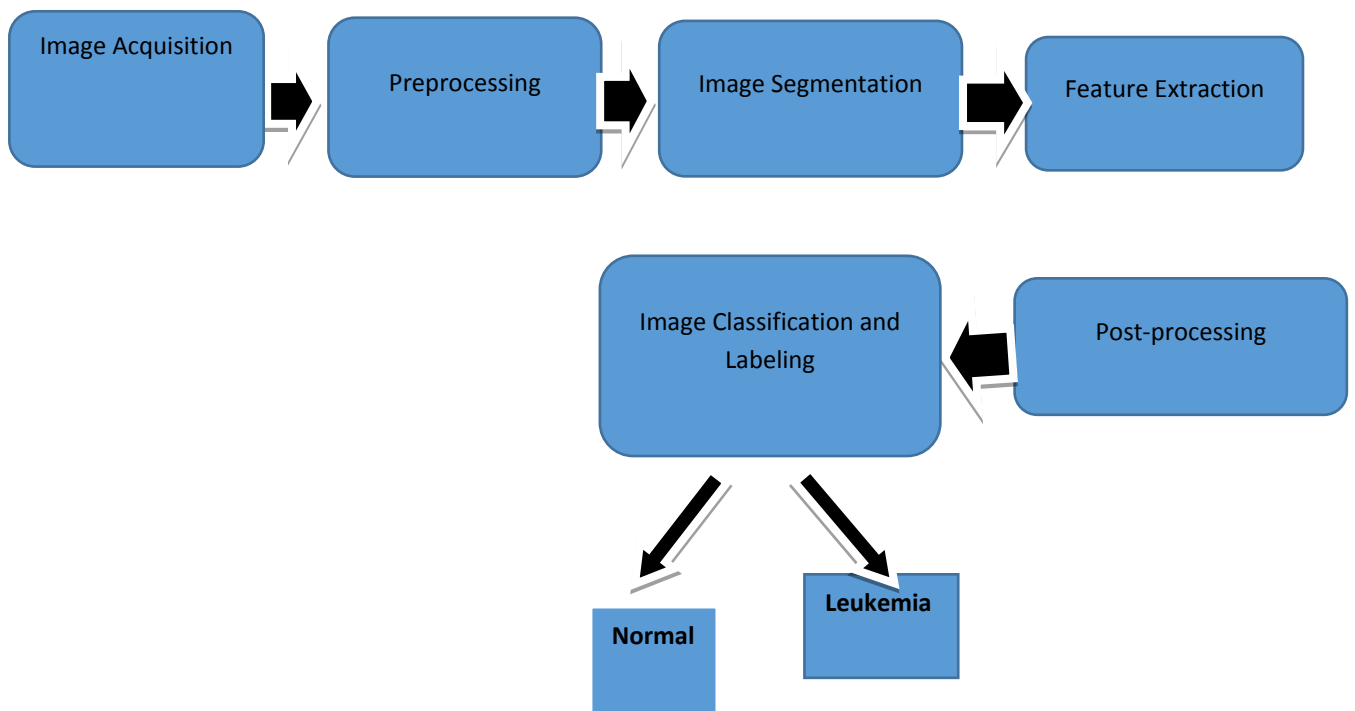 Image Acquisition
Preprocessing
Image Segmentation
Feature Extraction
Post-processing
Image Classification and
Labeling
Normal
Leukemia